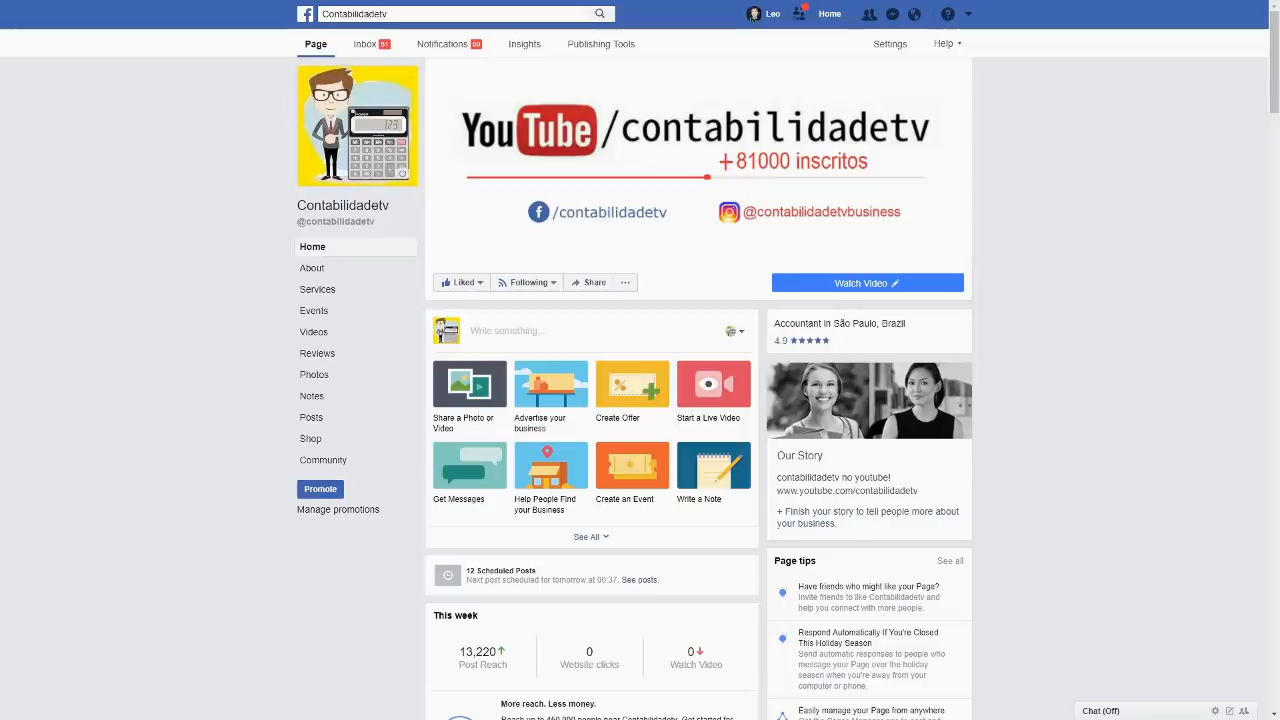 Contabilidadetv
Leo
Home
Page
Inbox 51
Notifications 99
Insights
Publishing Tools
Settings
Help
YouTube/contabilidadetv
+81000 inscritos
/contabilidadetv
@contabilidadetvbusiness
Contabilidadetv
@contabilidadetv
Home
About
Services
Events
Videos
Reviews
Photos
Notes
Posts
Shop
Community
Promote
Manage promotions
Liked
Following
Share
Watch Video
Write something...
Share a Photo or
Video
Advertise your
business
Create Offer
Start a Live Video
Get Messages
Help People Find
your Business
Create an Event
Write a Note
See All
12 Scheduled Posts
Next post scheduled for tomorrow at 00:37. See posts.
This week
13,220
Post Reach
0
Website clicks
0
Watch Video
More reach. Less money.
Accountant in São Paulo, Brazil
4.9
Our Story
contabilidadetv no youtube!
www.youtube.com/contabilidadetv
+ Finish your story to tell people more about
your business.
Page tips
See all
Have friends who might like your Page?
Invite friends to like Contabilidadetv and
help you connect with more people.
Respond Automatically If You're Closed
This Holiday Season
Send automatic responses to people who
message your Page over the holiday
season when you're away from your
computer or phone.
Easily manage your Page from anywhere
Chat (Off)